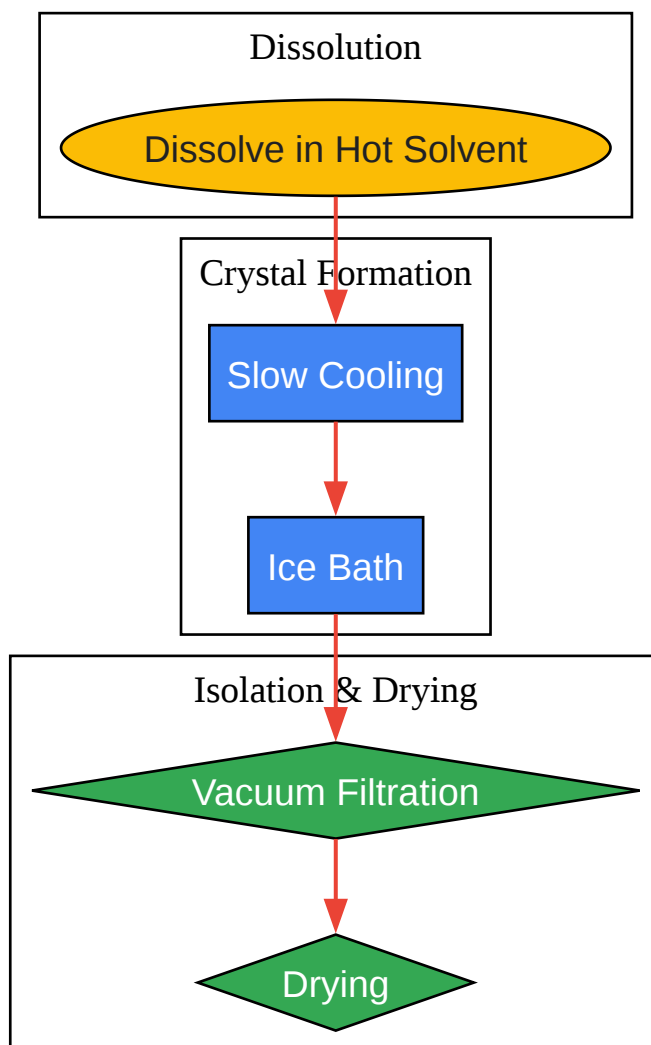 Dissolution
Dissolve in Hot Solvent
Crystal Formation
Slow Cooling
Ice Bath
Isolation & Drying
Vacuum Filtration
Drying